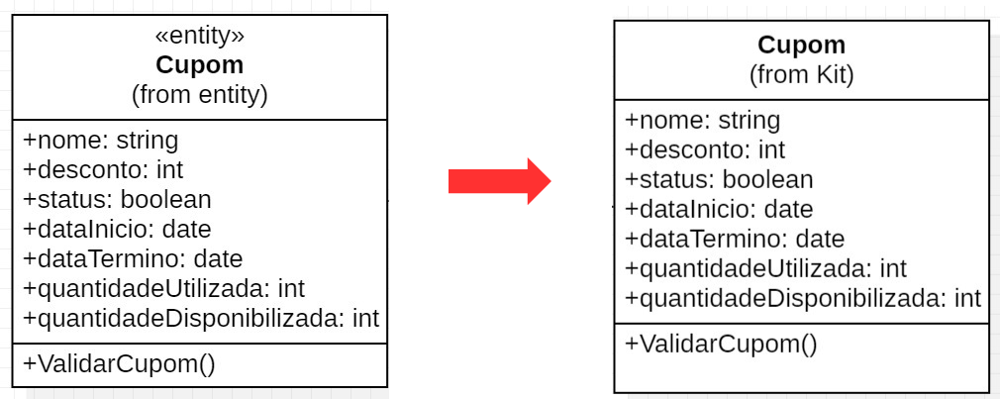 «entity»
Cupom
(from entity)
+nome: string
+desconto: int
+status: boolean
+dataInicio: date
+dataTermino: date
+quantidadeUtilizada: int
+quantidadeDisponibilizada: int
+ValidarCupom()
Cupom
(from Kit)
+nome: string
+desconto: int
+status: boolean
+dataInicio: date
+dataTermino: date
+quantidadeUtilizada: int
+quantidadeDisponibilizada: int
+ValidarCupom()